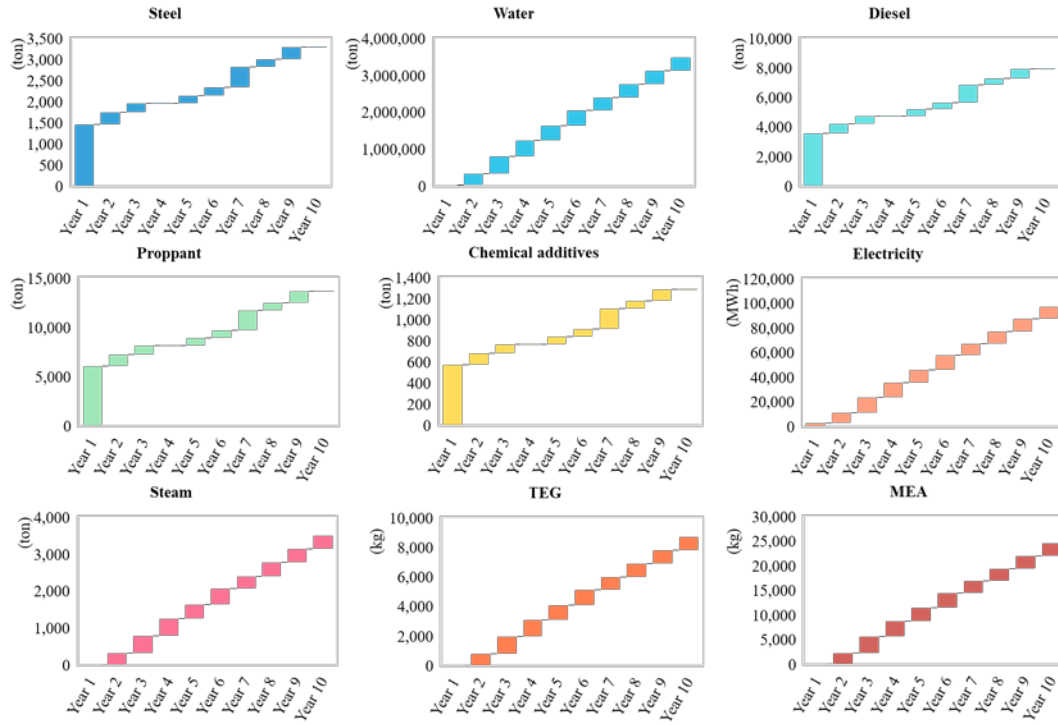 Steel
(ton)
3,500
3,000
2,500
2,000
1,500
1,000
500
0
Year 1
Year 2
Year 3
Year 4
Year 5
Year 6
Year 7
Year 8
Year 9
Year 10
Water
(ton)
4,000,000
3,000,000
2,000,000
1,000,000
0
Year 1
Year 2
Year 3
Year 4
Year 5
Year 6
Year 7
Year 8
Year 9
Year 10
Diesel
(ton)
10,000
8,000
6,000
4,000
2,000
0
Year 1
Year 2
Year 3
Year 4
Year 5
Year 6
Year 7
Year 8
Year 9
Year 10
Proppant
(ton)
15,000
10,000
5,000
0
Year 1
Year 2
Year 3
Year 4
Year 5
Year 6
Year 7
Year 8
Year 9
Year 10
Chemical additives
(ton)
1,400
1,200
1,000
800
600
400
200
0
Year 1
Year 2
Year 3
Year 4
Year 5
Year 6
Year 7
Year 8
Year 9
Year 10
Electricity
(MWh)
120,000
100,000
80,000
60,000
40,000
20,000
0
Year 1
Year 2
Year 3
Year 4
Year 5
Year 6
Year 7
Year 8
Year 9
Year 10
Steam
(ton)
4,000
3,000
2,000
1,000
0
Year 1
Year 2
Year 3
Year 4
Year 5
Year 6
Year 7
Year 8
Year 9
Year 10
TEG
(kg)
10,000
8,000
6,000
4,000
2,000
0
Year 1
Year 2
Year 3
Year 4
Year 5
Year 6
Year 7
Year 8
Year 9
Year 10
MEA
(kg)
30,000
25,000
20,000
15,000
10,000
5,000
0
Year 1
Year 2
Year 3
Year 4
Year 5
Year 6
Year 7
Year 8
Year 9
Year 10